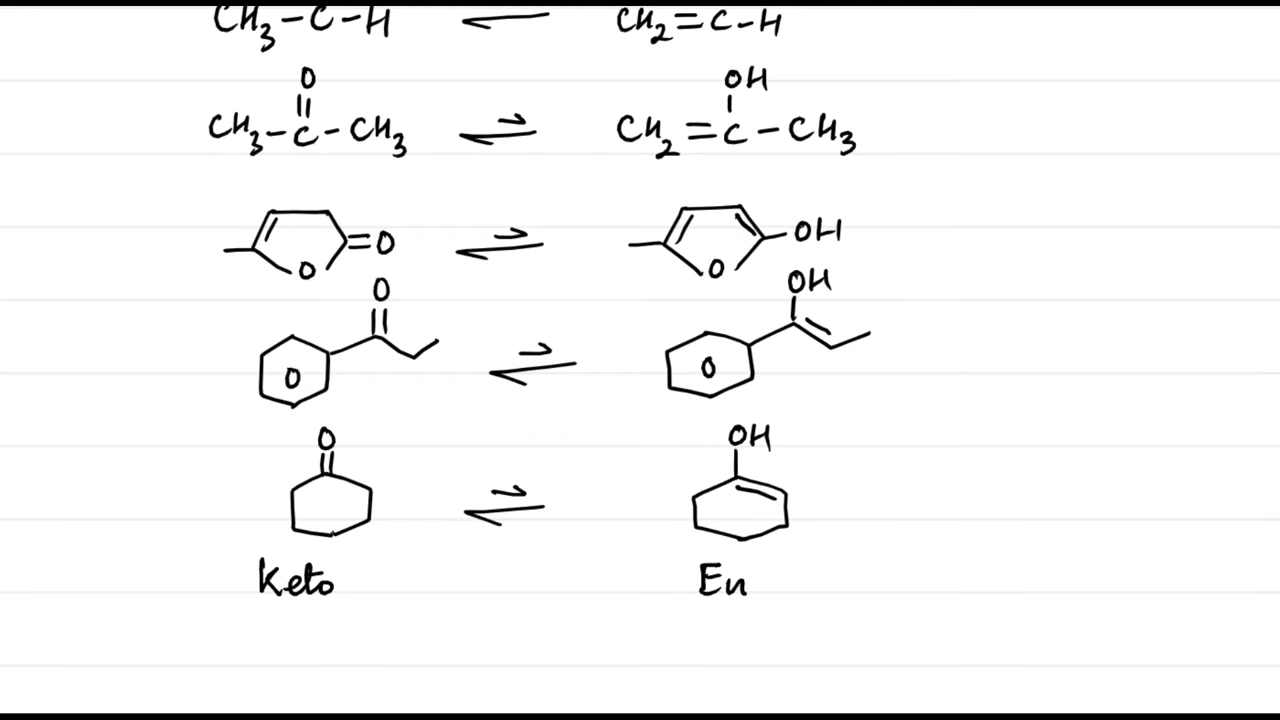 CH₃–C–H ⇌ CH₂=C–H
O OH
CH₃–C–CH₃ ⇌ CH₂=C–CH₃
O =O ⇌ O OH
O OH
O ⇌ O
O OH
⇌
Keto En